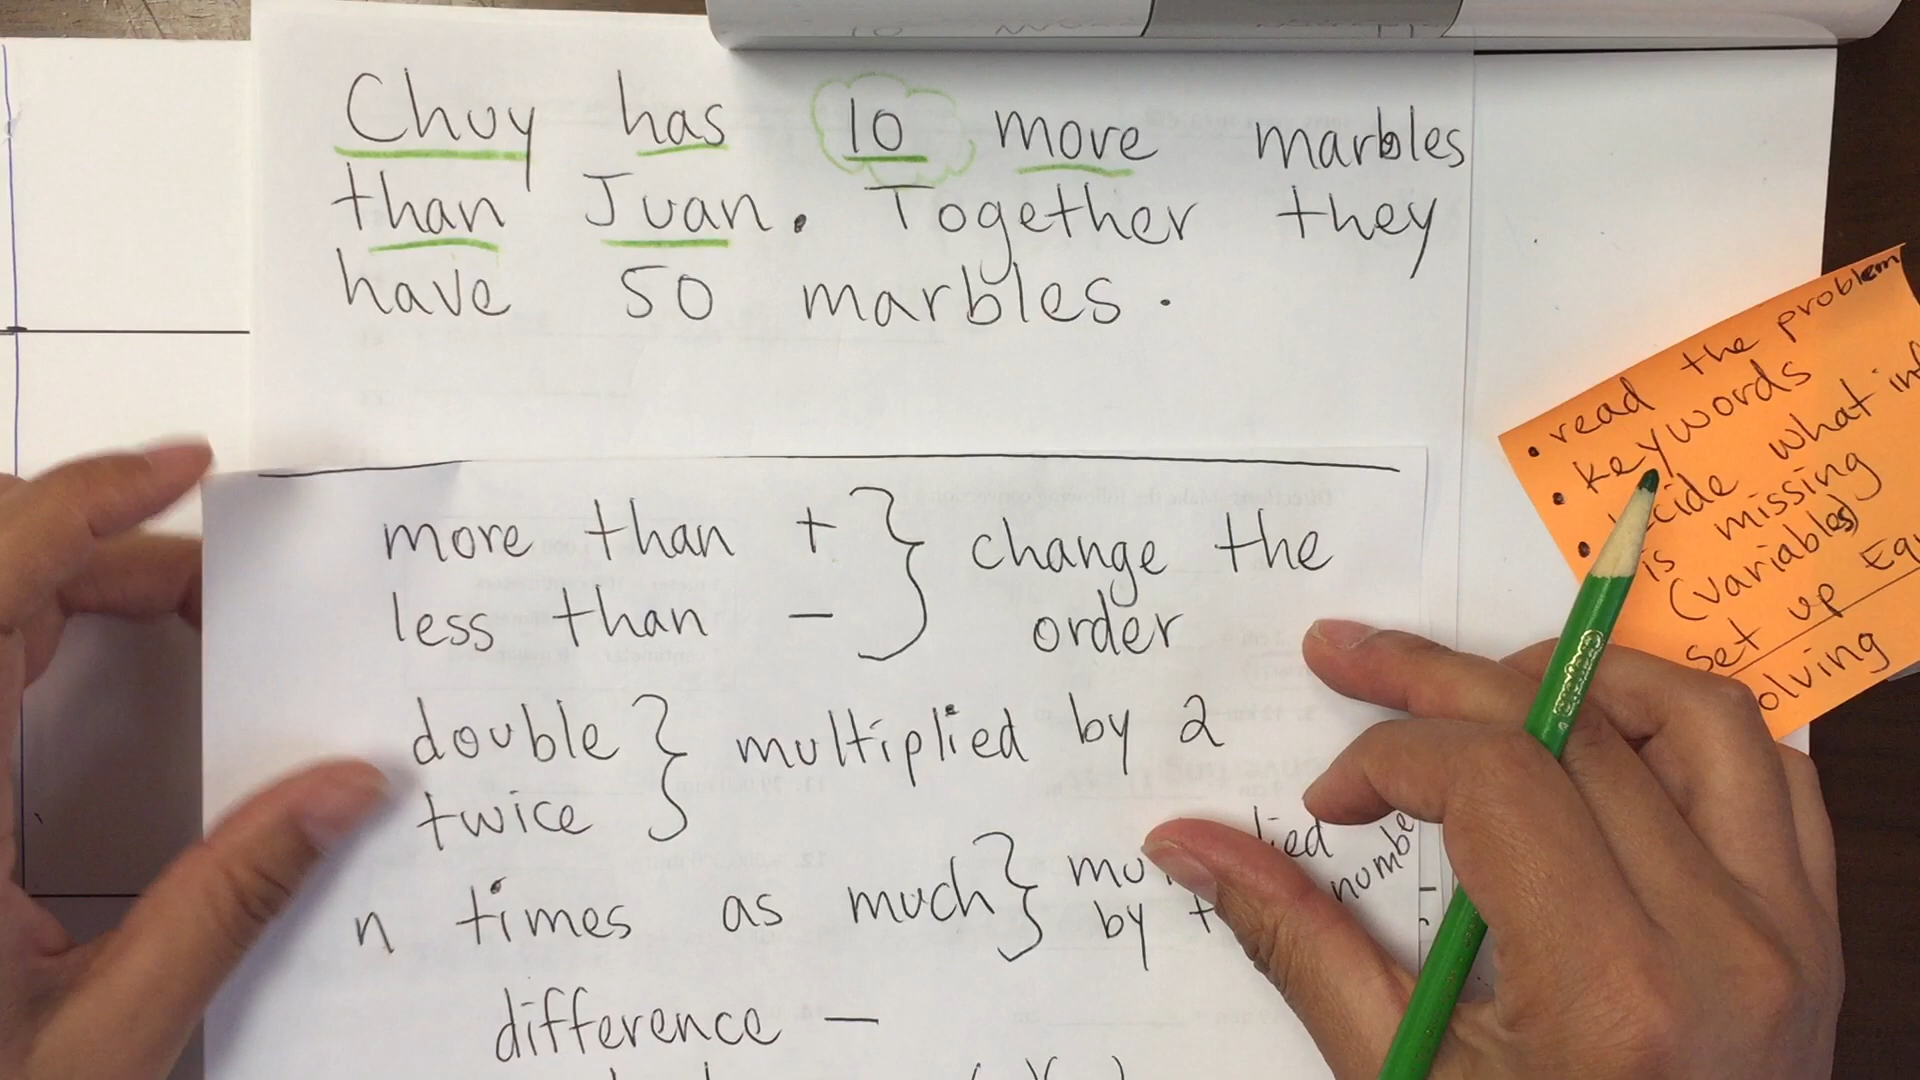 Chuy has 10 more marbles
than Juan. Together they
have 50 marbles.
more than + } change the
less than - } order
double } multiplied by 2
twice
n times as much }
by
difference —
• read the problem
• keywords
• what
is missing
(variables)
Set up